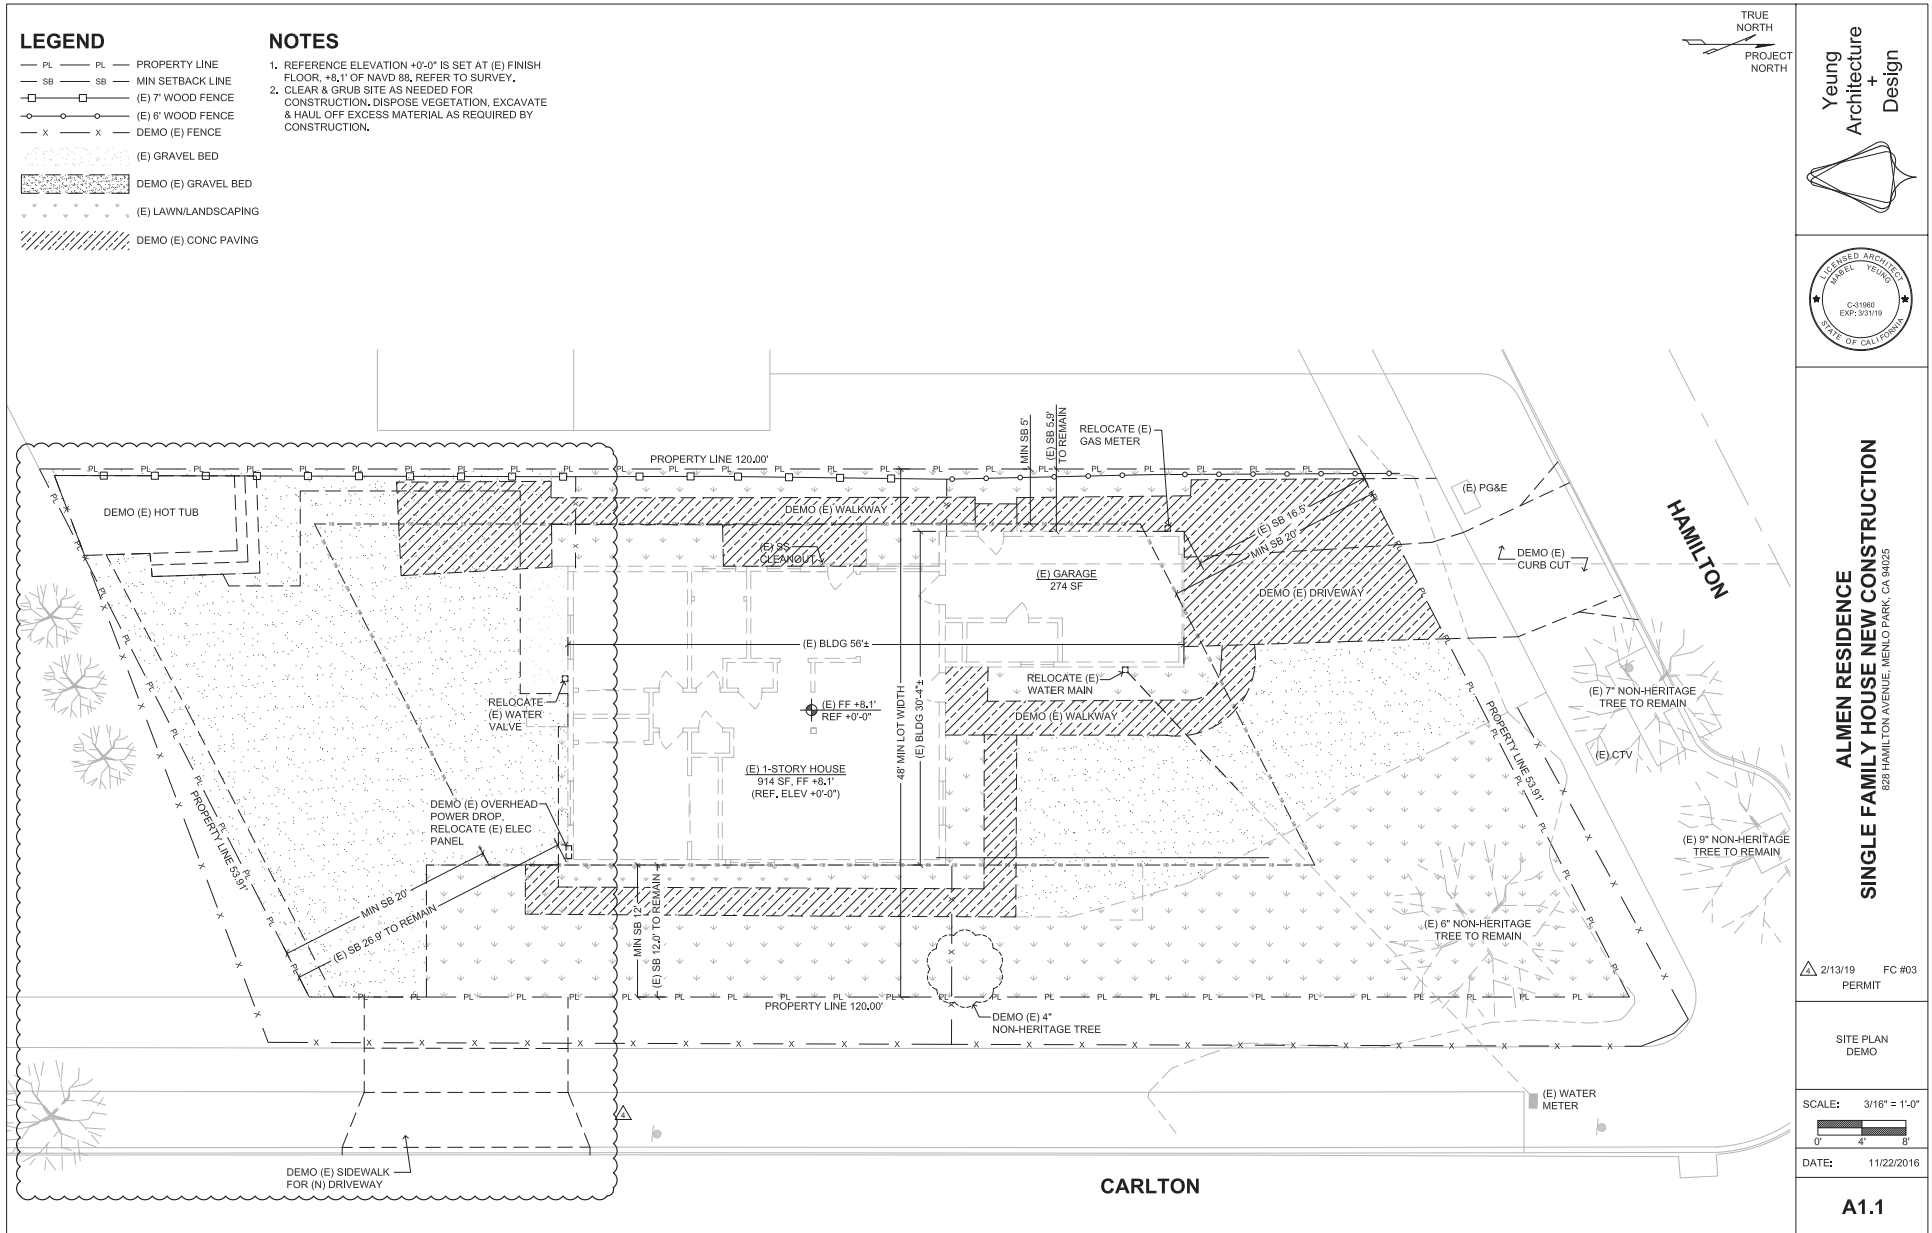 LEGEND
PL PL PROPERTY LINE
SB SB MIN SETBACK LINE
(E) 7' WOOD FENCE
(E) 6' WOOD FENCE
X X DEMO (E) FENCE
(E) GRAVEL BED
DEMO (E) GRAVEL BED
(E) LAWN/LANDSCAPING
DEMO (E) CONC PAVING
NOTES
1. REFERENCE ELEVATION +0'-0" IS SET AT (E) FINISH
FLOOR, +8.1' OF NAVD 88. REFER TO SURVEY.
2. CLEAR & GRUB SITE AS NEEDED FOR
CONSTRUCTION. DISPOSE VEGETATION, EXCAVATE
& HAUL OFF EXCESS MATERIAL AS REQUIRED BY
CONSTRUCTION.
TRUE
NORTH
PROJECT
NORTH
PROPERTY LINE 120.00'
MIN SB 5'
(E) SB 5.9'
TO REMAIN
RELOCATE (E)
GAS METER
DEMO (E) HOT TUB
DEMO (E) WALKWAY
(E) SS
CLEANOUT
(E) GARAGE
274 SF
(E) SB 16.5'
MIN SB 20'
DEMO (E) DRIVEWAY
(E) PG&E
DEMO (E)
CURB CUT
HAMILTON
(E) BLDG 56'±
RELOCATE
(E) WATER
VALVE
(E) FF +8.1'
REF +0'-0"
48' MIN LOT WIDTH
(E) BLDG 30'-4"±
RELOCATE (E)
WATER MAIN
DEMO (E) WALKWAY
(E) 7" NON-HERITAGE
TREE TO REMAIN
(E) CTV
PROPERTY LINE 53.91'
(E) 1-STORY HOUSE
914 SF, FF +8.1'
(REF. ELEV +0'-0")
DEMO (E) OVERHEAD
POWER DROP,
RELOCATE (E) ELEC
PANEL
PROPERTY LINE 53.91'
MIN SB 20'
(E) SB 26.9' TO REMAIN
MIN SB 12'
(E) SB 12.0' TO REMAIN
(E) 9" NON-HERITAGE
TREE TO REMAIN
(E) 6" NON-HERITAGE
TREE TO REMAIN
PROPERTY LINE 120.00'
DEMO (E) 4"
NON-HERITAGE TREE
(E) WATER
METER
4
DEMO (E) SIDEWALK
FOR (N) DRIVEWAY
CARLTON
Yeung
Architecture
+
Design
LICENSED ARCHITECT
MABEL YEUNG
C-31960
EXP: 3/31/19
STATE OF CALIFORNIA
ALMEN RESIDENCE
SINGLE FAMILY HOUSE NEW CONSTRUCTION
828 HAMILTON AVENUE, MENLO PARK, CA 94025
4 2/13/19 FC #03
PERMIT
SITE PLAN
DEMO
SCALE: 3/16" = 1'-0"
0' 4' 8'
DATE: 11/22/2016
A1.1